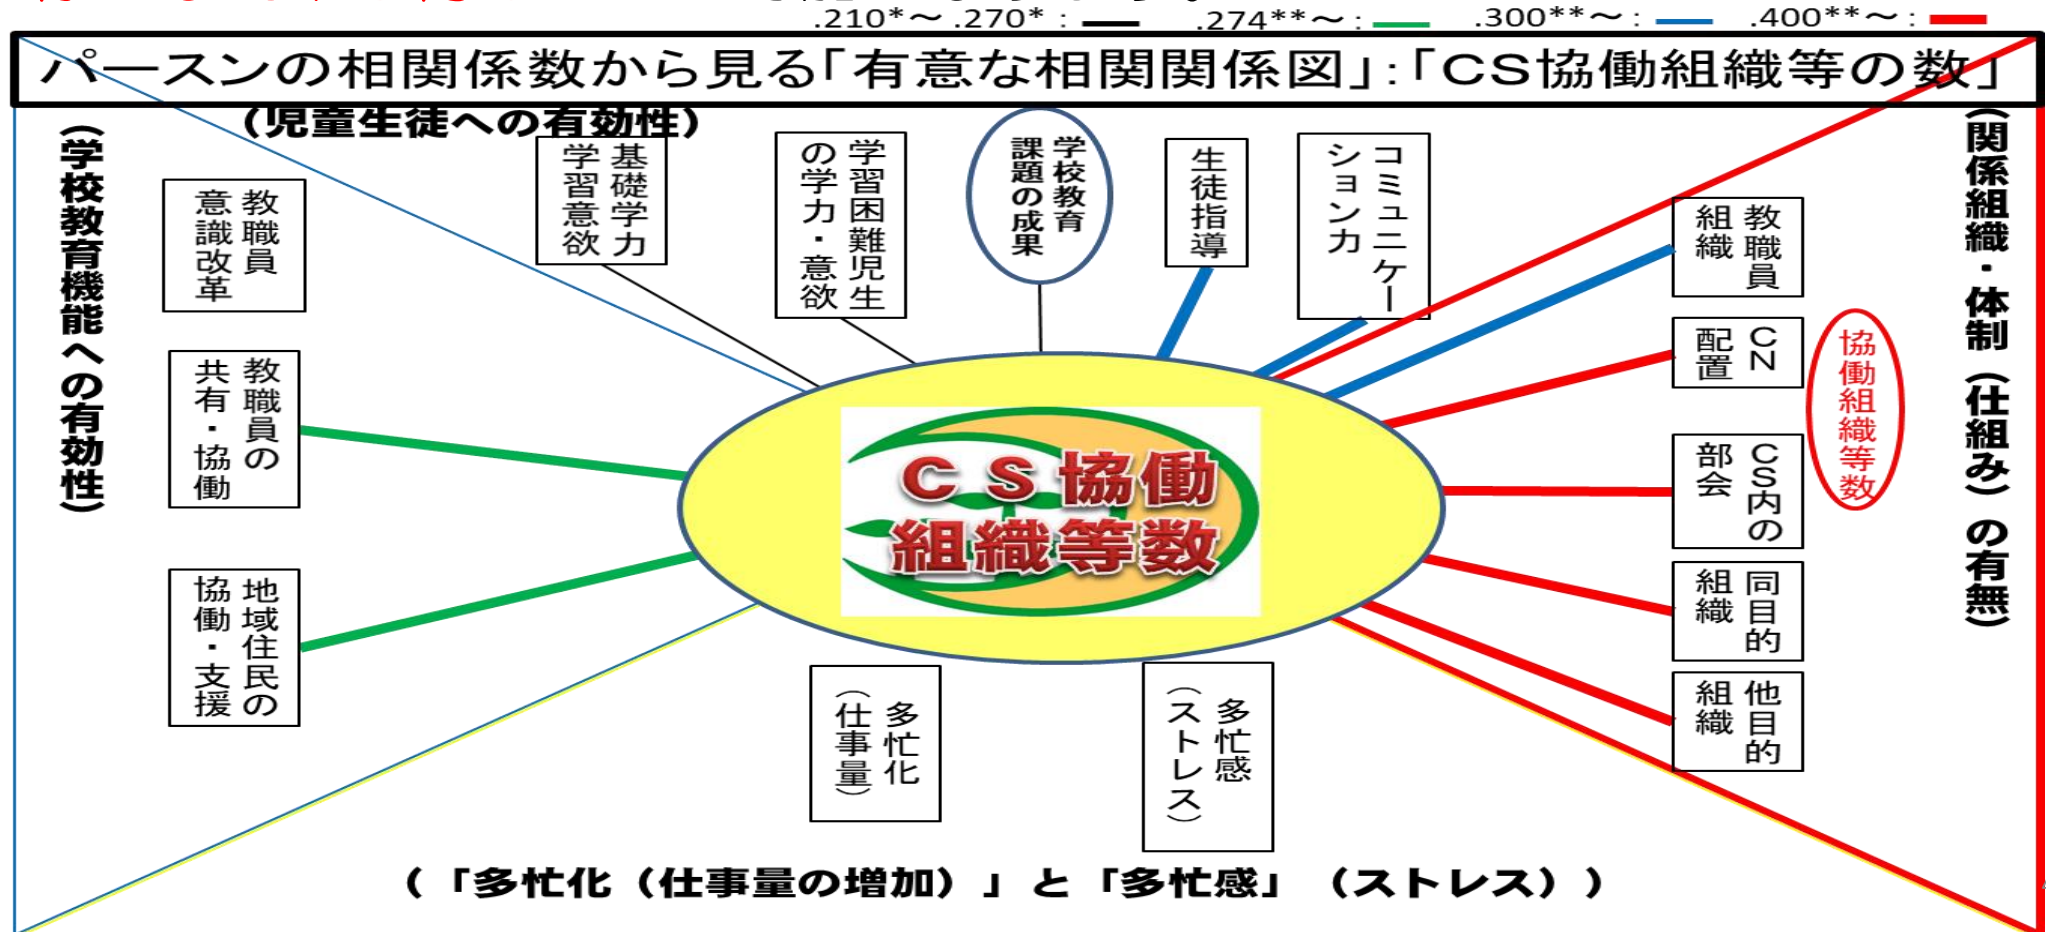 .210*～ .270* :
.274**～ :
.300**～ :
.400**～ :
パースンの相関係数から見る「有意な相関関係図」:「CS協働組織等の数」
（児童生徒への有効性）
（学校教育機能への有効性）
（関係組織・体制（仕組み）の有無）
教職員
意識改革
教職員の
共有・協働
地域住民の
協働・支援
基礎学力
学習意欲
学習困難児生
の学力・意欲
学校教育
課題の成果
生徒指導
コミュニケー
ション力
教職員
組織
CN
配置
CS内の
部会
同目的
組織
他目的
組織
協働組織等数
ＣＳ協働
組織等数
多忙化
（仕事量）
多忙感
（ストレス）
（「多忙化（仕事量の増加）」と「多忙感」（ストレス））